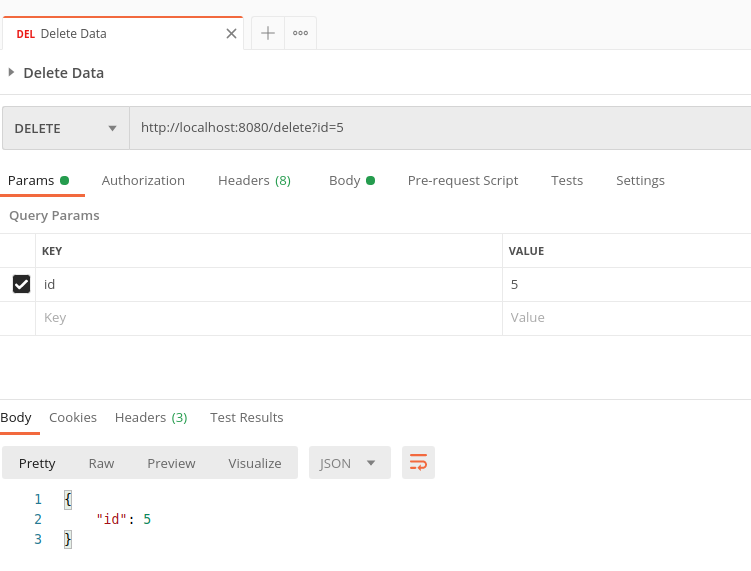 DEL Delete Data
Delete Data
DELETE http://localhost:8080/delete?id=5
Params Authorization Headers (8) Body Pre-request Script Tests Settings
Query Params
KEY VALUE
id 5
Key Value
Body Cookies Headers (3) Test Results
Pretty Raw Preview Visualize JSON
1 {
2 "id": 5
3 }